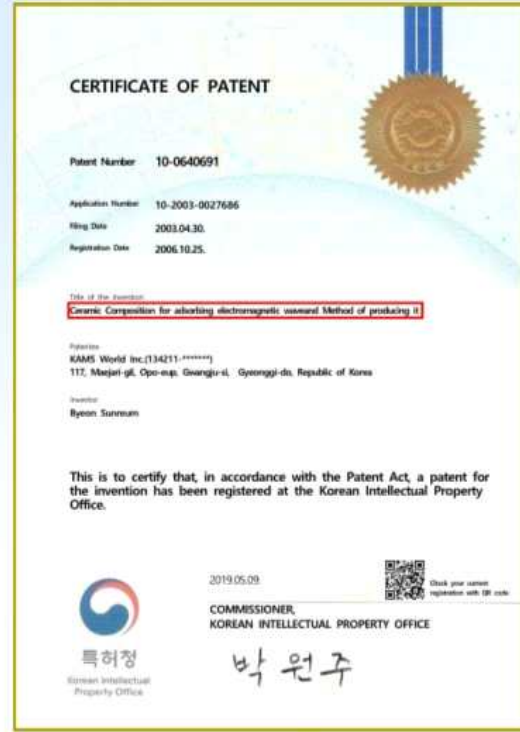 CERTIFICATE OF PATENT
Patent Number 10-0640691
Application Number 10-2003-0027686
Filing Date 2003.04.30.
Registration Date 2006.10.25.
Title of the Invention
Ceramic Composition for adsorbing electromagnetic waveand Method of producing it
Patentee
KAMS World Inc.(134211-*******)
117, Maejari-gil, Opo-eup, Gwangju-si, Gyeonggi-do, Republic of Korea
Inventor
Byeon Sunreum
This is to certify that, in accordance with the Patent Act, a patent for
the invention has been registered at the Korean Intellectual Property
Office.
2019.05.09.
Check your current
registration with QR code
COMMISSIONER,
KOREAN INTELLECTUAL PROPERTY OFFICE
박원주
특허청
Korean Intellectual
Property Office